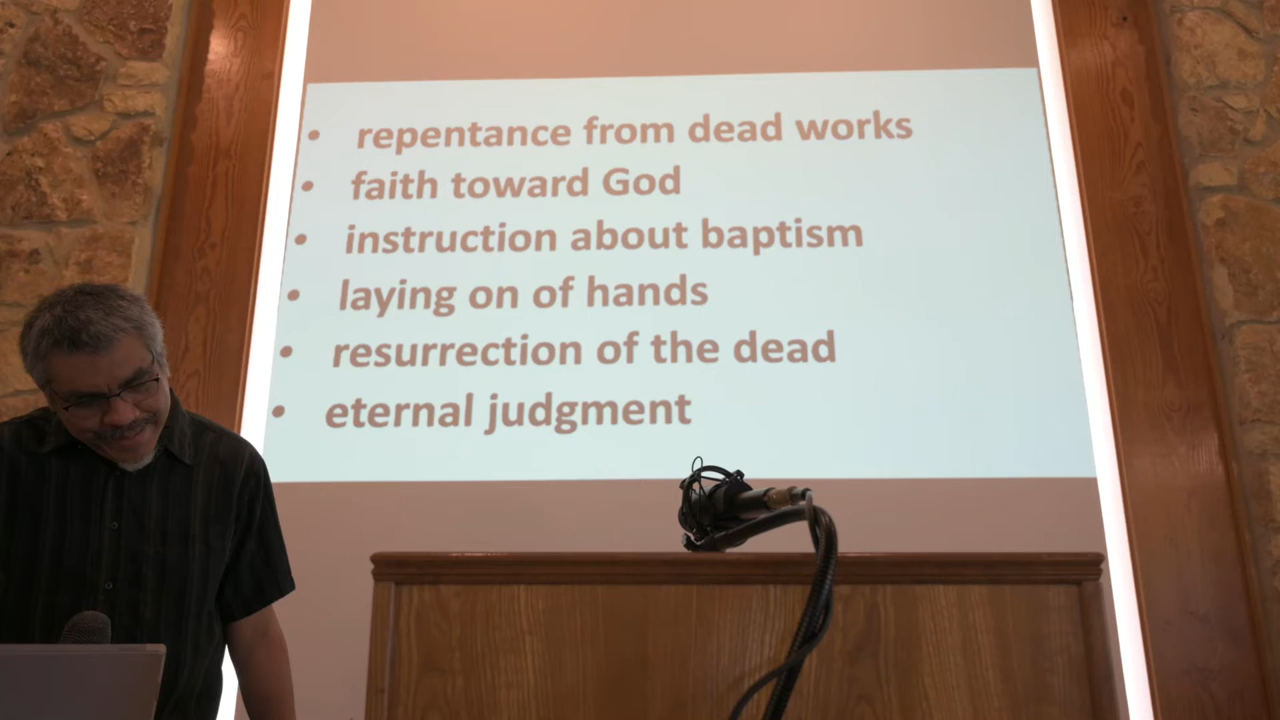 • repentance from dead works
• faith toward God
• instruction about baptism
• laying on of hands
• resurrection of the dead
• eternal judgment